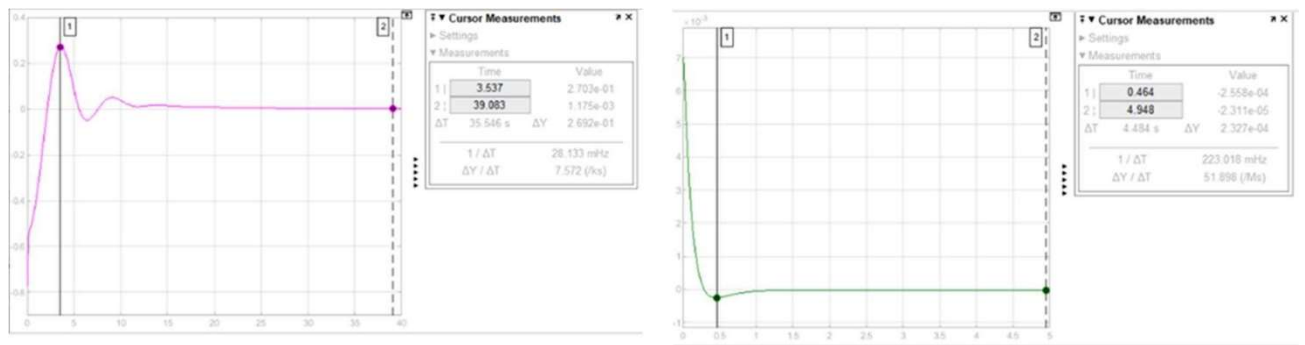 0.4
0.2
0
-0.2
-0.4
-0.6
-0.8
0
5
10
15
20
25
30
35
40
1
2
Cursor Measurements
Settings
Measurements
Time Value
1 | 3.537 2.703e-01
2 ¦ 39.083 1.175e-03
ΔT 35.546 s ΔY 2.692e-01
1 / ΔT 28.133 mHz
ΔY / ΔT 7.572 (/ks)
7
6
5
4
3
2
1
0
-1
0
0.5
1
1.5
2
2.5
3
3.5
4
4.5
5
1
2
Cursor Measurements
Settings
Measurements
Time Value
1 | 0.464 -2.558e-04
2 ¦ 4.948 -2.311e-05
ΔT 4.484 s ΔY 2.327e-04
1 / ΔT 223.018 mHz
ΔY / ΔT 51.898 (/Ms)